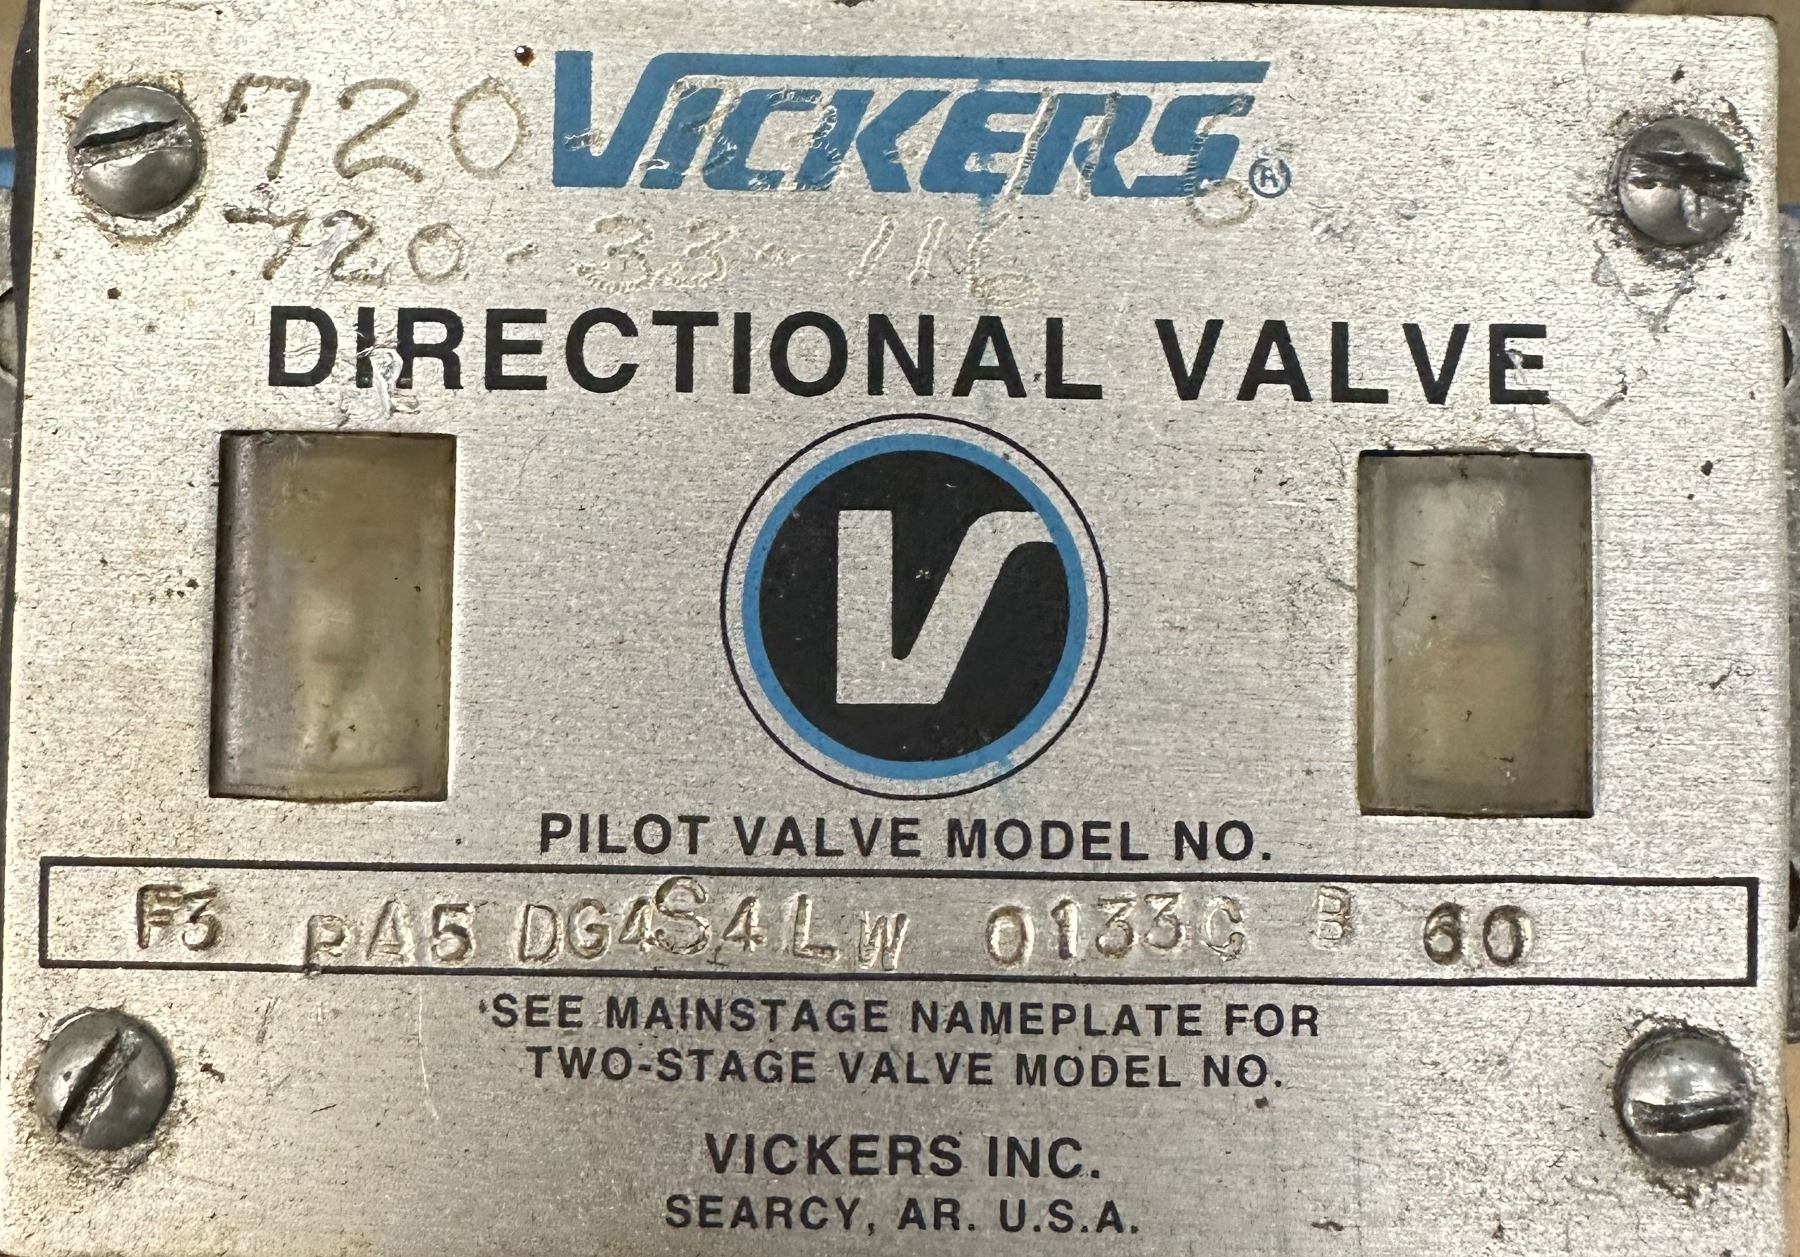 720 VICKERS®
720-33-116
DIRECTIONAL VALVE
V
PILOT VALVE MODEL NO.
F3 PA5 DG4S4LW 0133C B 60
SEE MAINSTAGE NAMEPLATE FOR
TWO-STAGE VALVE MODEL NO.
VICKERS INC.
SEARCY, AR. U.S.A.